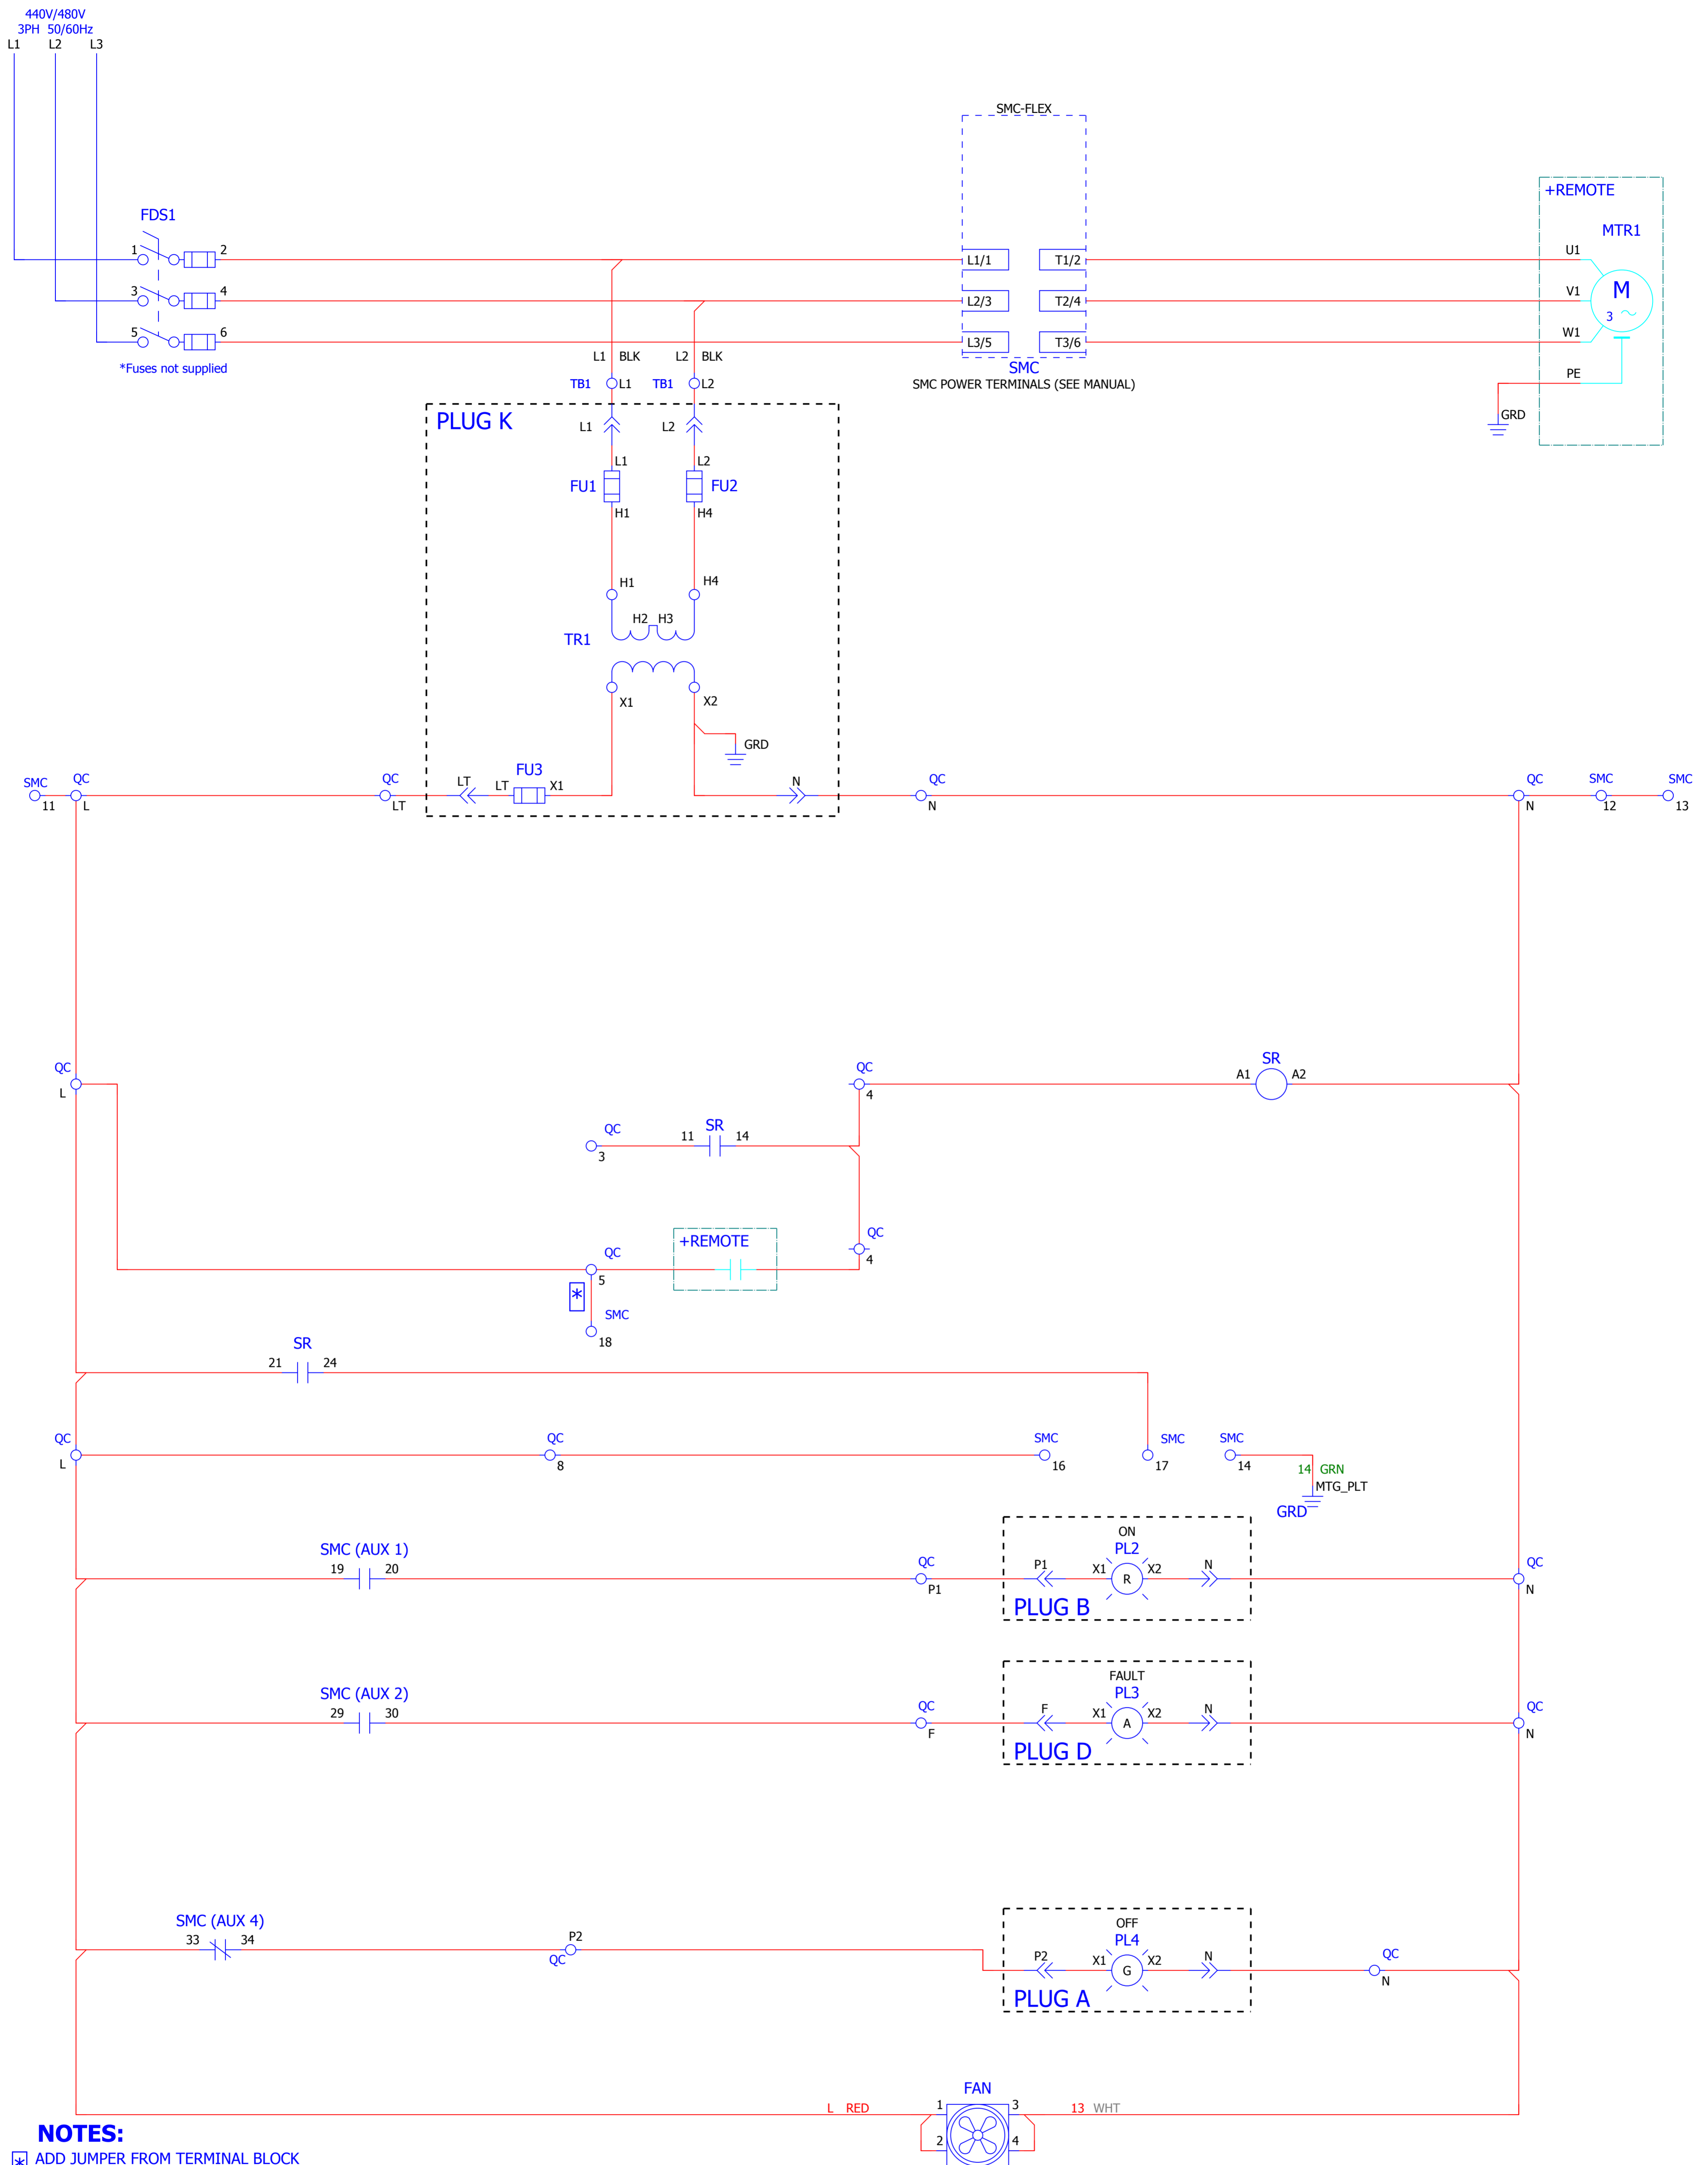 440V/480V
3PH 50/60Hz
L1 L2 L3
SMC-FLEX
+REMOTE
MTR1
FDS1
1 2
L1/1 T1/2
U1
3 4
L2/3 T2/4
V1
M
3
5 6
L3/5 T3/6
W1
*Fuses not supplied
L1 BLK L2 BLK
SMC
SMC POWER TERMINALS (SEE MANUAL)
PE
GRD
TB1 L1 TB1 L2
PLUG K
L1 L2
L1 L2
FU1 FU2
H1 H4
H1 H4
H2 H3
TR1
X1 X2
GRD
FU3
SMC QC QC LT LT X1 N QC QC SMC SMC
11 L LT N N 12 13
QC QC SR
L 4 A1 A2
SR
QC 11 14
3
QC
4
+REMOTE
QC
5
*
SMC
18
SR
21 24
QC QC SMC SMC SMC
L 8 16 17 14
14 GRN
MTG_PLT
GRD
ON
SMC (AUX 1) PL2
19 20 QC P1 X1 R X2 N QC
P1 N
PLUG B
FAULT
SMC (AUX 2) PL3
29 30 QC F X1 A X2 N QC
F N
PLUG D
OFF
SMC (AUX 4) PL4
33 34 P2
QC
P2 X1 G X2 N QC
N
PLUG A
FAN
L RED 1 3 13 WHT
2 4
NOTES:
* ADD JUMPER FROM TERMINAL BLOCK